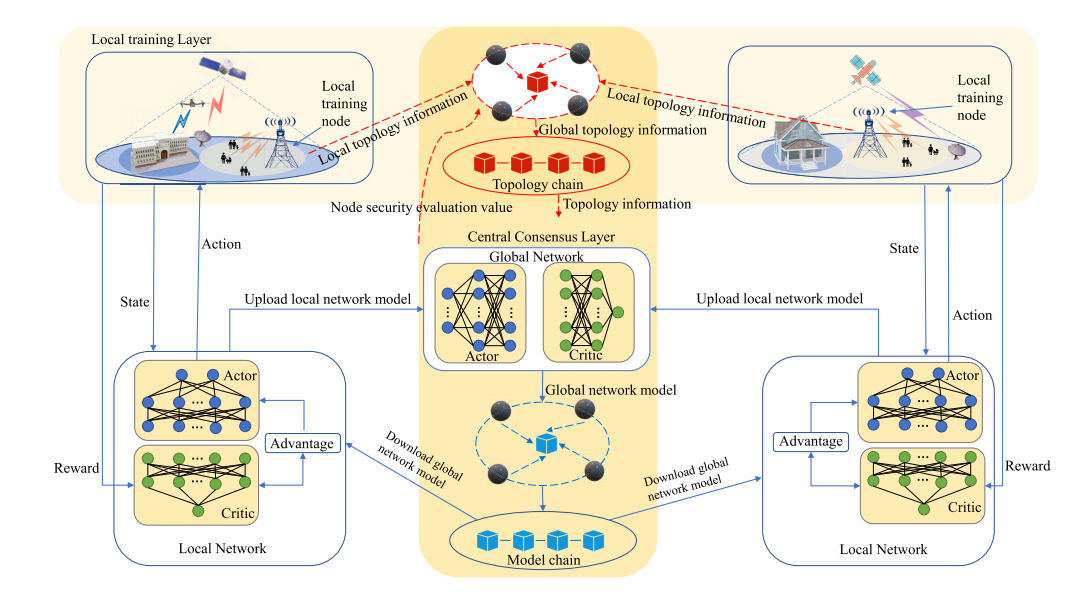 Local training Layer
Local
training
node
Local topology information
Local topology information
Local
training
node
Global topology information
Topology chain
Node security evaluation value
Topology information
Central Consensus Layer
Global Network
Actor
Critic
Action
State
Upload local network model
Upload local network model
State
Action
Global network model
Actor
Advantage
Critic
Reward
Local Network
Download global
network model
Download global
network model
Actor
Advantage
Critic
Reward
Local Network
Model chain